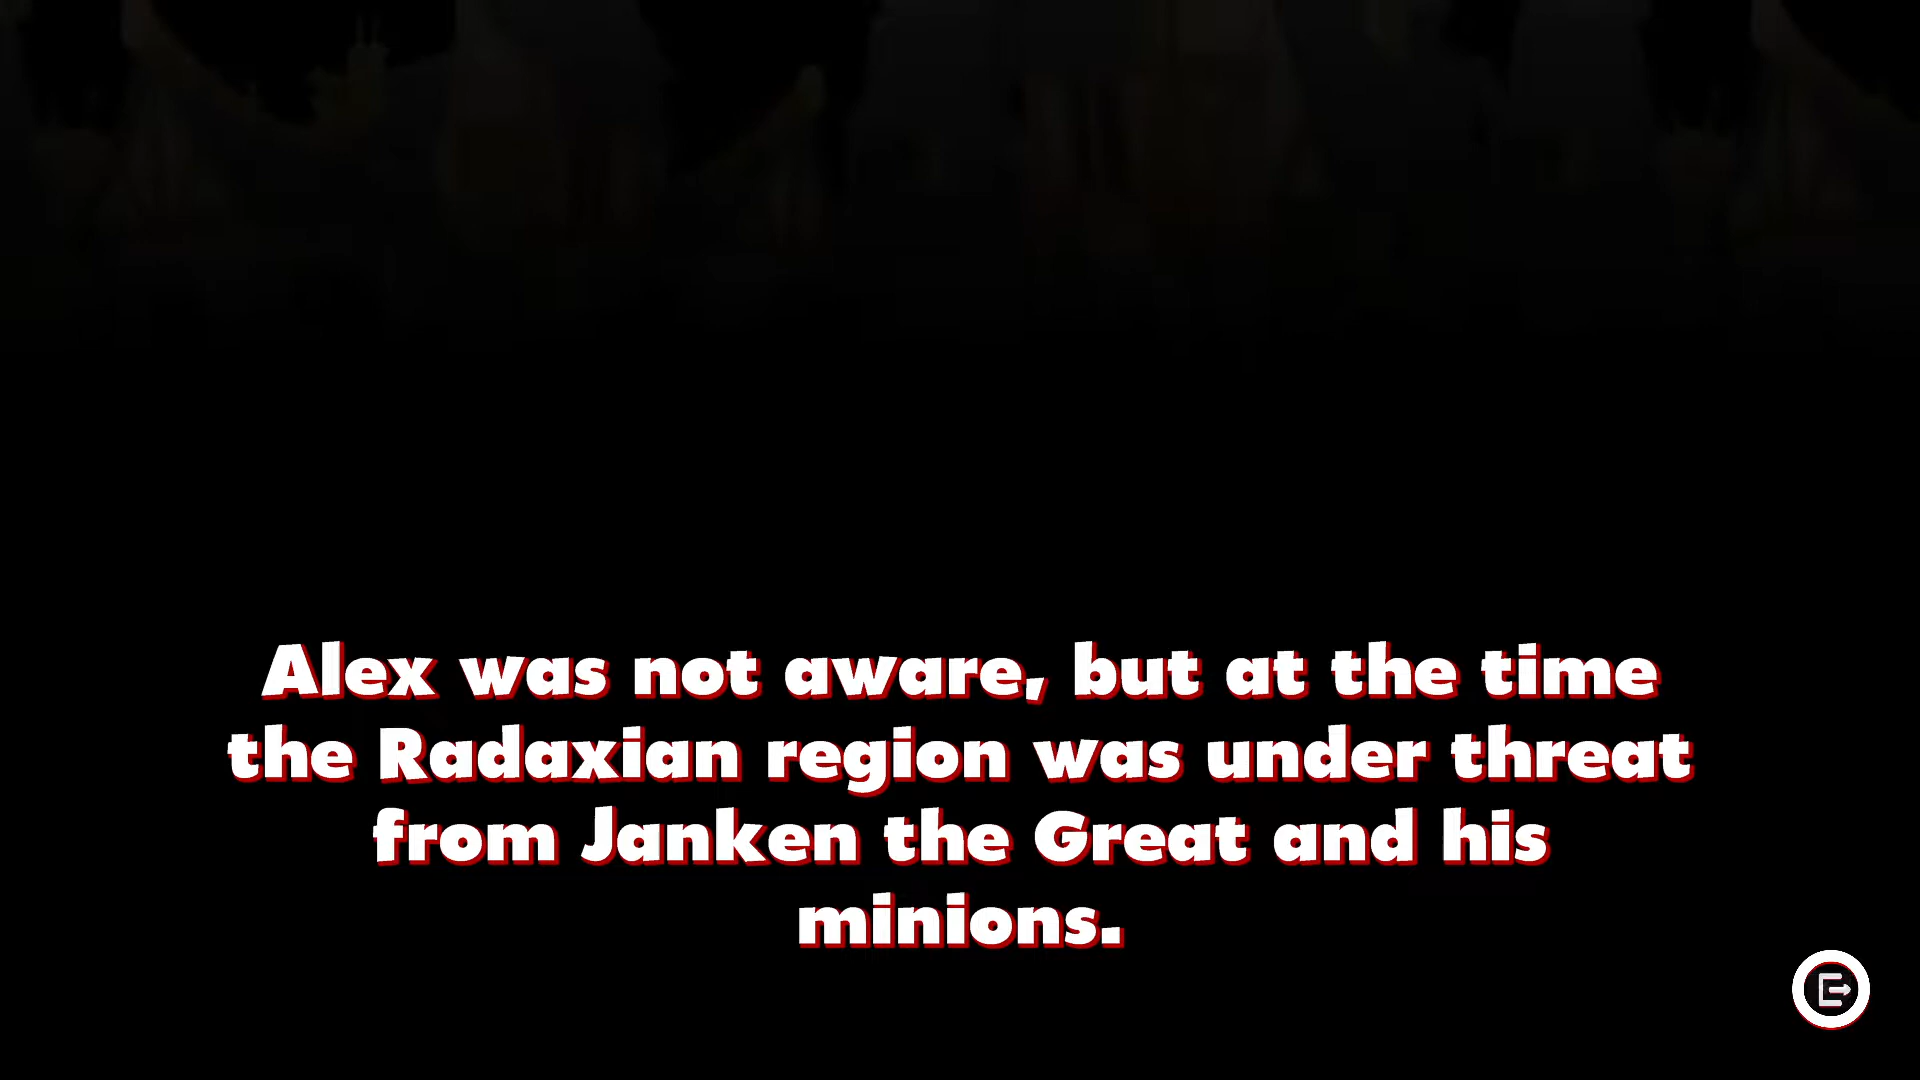 Alex was not aware, but at the time
the Radaxian region was under threat
from Janken the Great and his
minions.